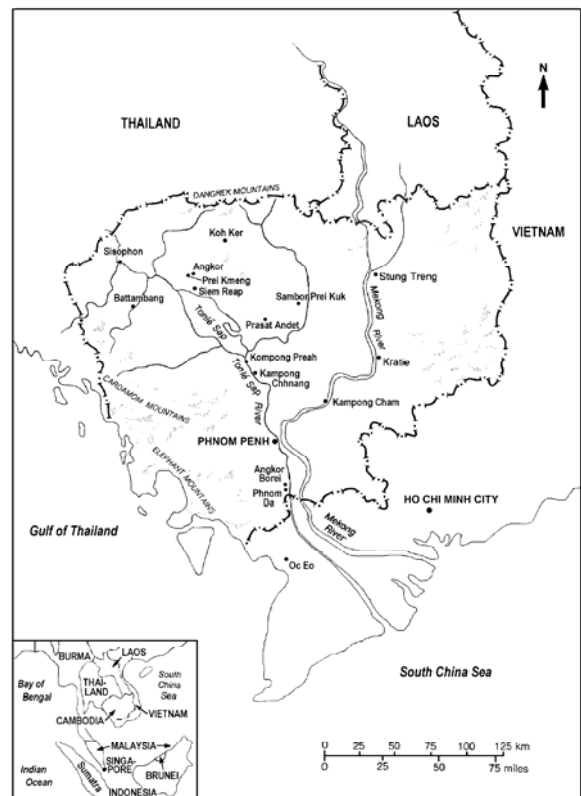 N
THAILAND
LAOS
DANGREK MOUNTAINS
VIETNAM
Koh Ker
Sisophon
Angkor
Prei Kmeng
Siem Reap
Stung Treng
Battambang
Sambor Prei Kuk
Prasat Andet
Tonlé Sap
Mekong
River
Kompong Preah
Kratie
Kampong
Chhnang
Tonlé Sap
River
CARDAMOM MOUNTAINS
Kampong Cham
PHNOM PENH
ELEPHANT MOUNTAINS
Angkor
Borei
Phnom
Da
HO CHI MINH CITY
Gulf of Thailand
Mekong
River
Oc Eo
South China Sea
BURMA
LAOS
Bay of
Bengal
THAI-
LAND
South
China
Sea
CAMBODIA
VIETNAM
MALAYSIA
SINGA-
PORE
BRUNEI
Indian
Ocean
Sumatra
INDONESIA
0 25 50 75 100 125 km
0 25 50 75 miles